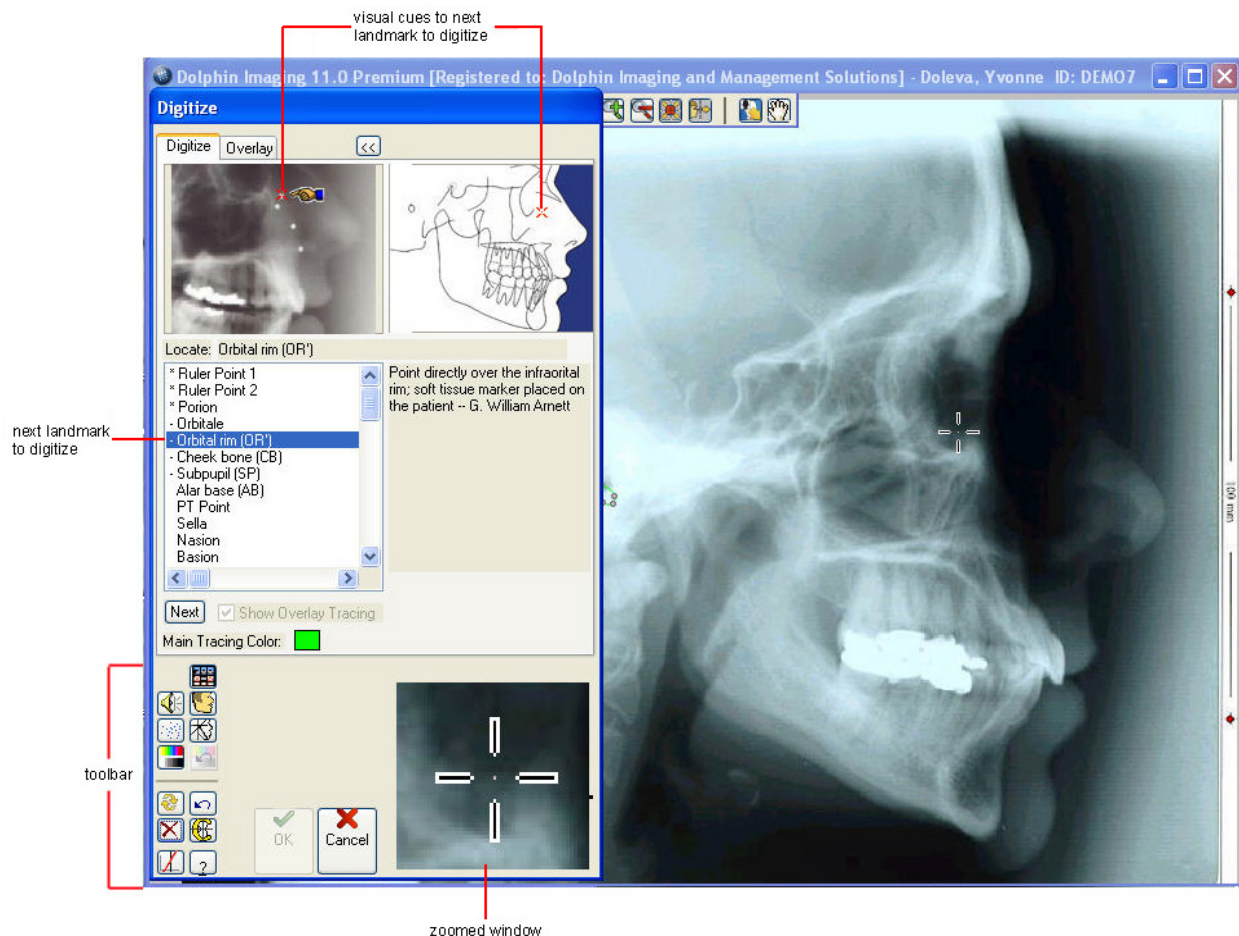 visual cues to next
landmark to digitize
Dolphin Imaging 11.0 Premium [Registered to: Dolphin Imaging and Management Solutions] - Doleva, Yvonne ID: DEMO7
Digitize
Digitize
Overlay
<<
Locate: Orbital rim (OR')
* Ruler Point 1
* Ruler Point 2
* Porion
- Orbitale
- Orbital rim (OR')
- Cheek bone (CB)
- Subpupil (SP)
Alar base (AB)
PT Point
Sella
Nasion
Basion
Point directly over the infraorital
rim; soft tissue marker placed on
the patient -- G. William Arnett
next landmark
to digitize
Next
Show Overlay Tracing
Main Tracing Color:
toolbar
OK
Cancel
?
100 mm
zoomed window